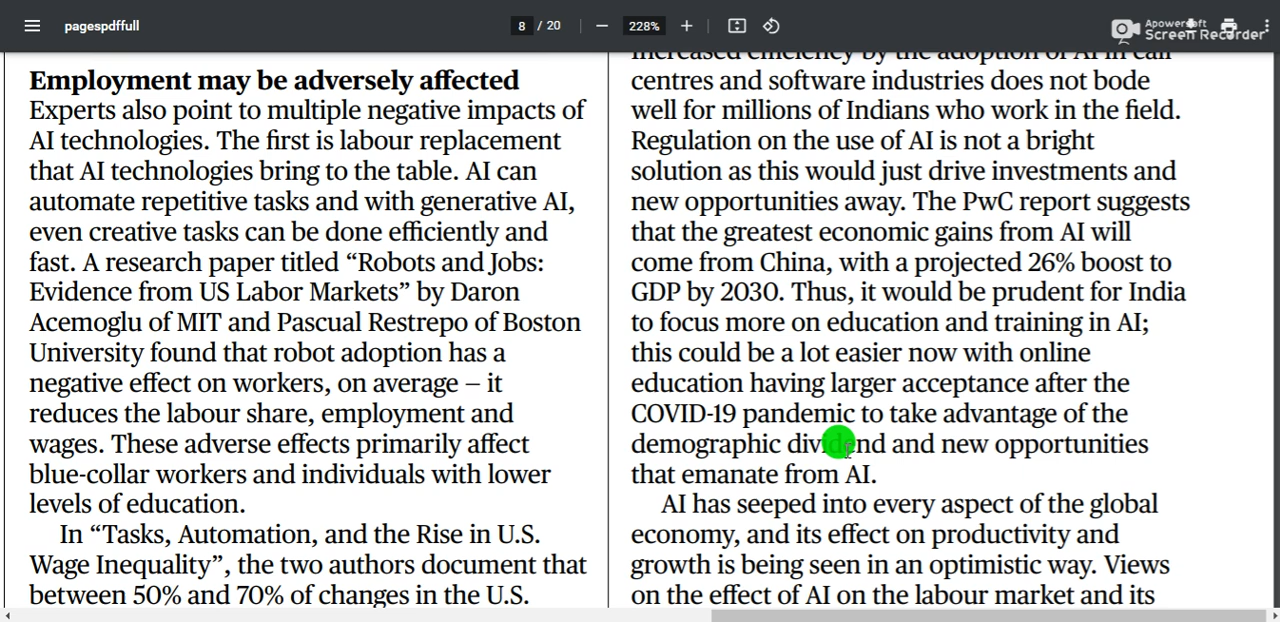 pagespdffull
8 / 20
228%
Apowersoft
Screen Recorder
Employment may be adversely affected
Experts also point to multiple negative impacts of
AI technologies. The first is labour replacement
that AI technologies bring to the table. AI can
automate repetitive tasks and with generative AI,
even creative tasks can be done efficiently and
fast. A research paper titled “Robots and Jobs:
Evidence from US Labor Markets” by Daron
Acemoglu of MIT and Pascual Restrepo of Boston
University found that robot adoption has a
negative effect on workers, on average — it
reduces the labour share, employment and
wages. These adverse effects primarily affect
blue-collar workers and individuals with lower
levels of education.
In “Tasks, Automation, and the Rise in U.S.
Wage Inequality”, the two authors document that
between 50% and 70% of changes in the U.S.
increased efficiency by the adoption of AI in call
centres and software industries does not bode
well for millions of Indians who work in the field.
Regulation on the use of AI is not a bright
solution as this would just drive investments and
new opportunities away. The PwC report suggests
that the greatest economic gains from AI will
come from China, with a projected 26% boost to
GDP by 2030. Thus, it would be prudent for India
to focus more on education and training in AI;
this could be a lot easier now with online
education having larger acceptance after the
COVID-19 pandemic to take advantage of the
demographic dividend and new opportunities
that emanate from AI.
AI has seeped into every aspect of the global
economy, and its effect on productivity and
growth is being seen in an optimistic way. Views
on the effect of AI on the labour market and its